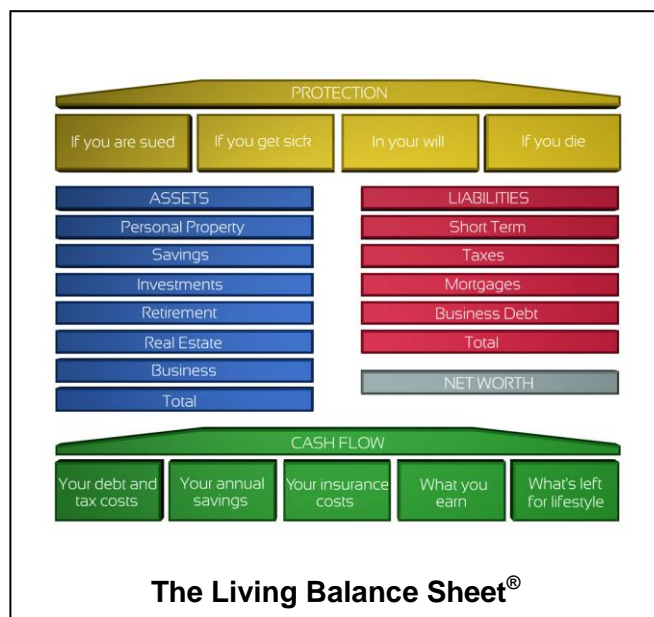 PROTECTION
If you are sued
If you get sick
In your will
If you die
ASSETS
Personal Property
Savings
Investments
Retirement
Real Estate
Business
Total
LIABILITIES
Short Term
Taxes
Mortgages
Business Debt
Total
NET WORTH
CASH FLOW
Your debt and
tax costs
Your annual
savings
Your insurance
costs
What you
earn
What's left
for lifestyle
The Living Balance Sheet®